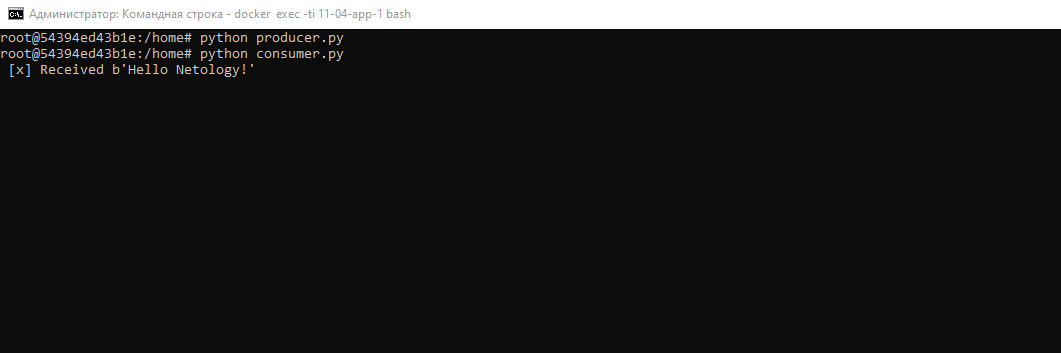 Администратор: Командная строка - docker exec -ti 11-04-app-1 bash
root@54394ed43b1e:/home# python producer.py
root@54394ed43b1e:/home# python consumer.py
[x] Received b'Hello Netology!'